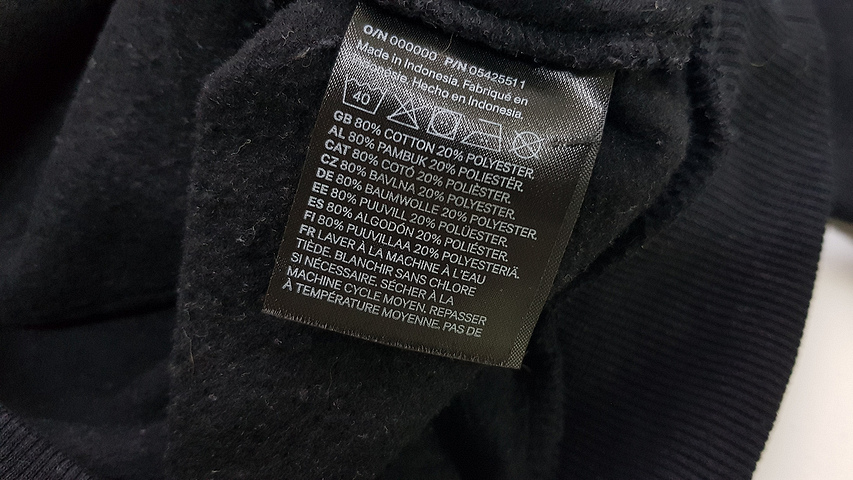 O/N 000000 P/N 05425511
Made in Indonesia. Fabriqué en
Indonésie. Hecho en Indonesia.
40
GB 80% COTTON 20% POLYESTER.
AL 80% PAMBUK 20% POLIESTËR.
CAT 80% COTÓ 20% POLIÈSTER.
CZ 80% BAVLNA 20% POLYESTER.
DE 80% BAUMWOLLE 20% POLYESTER.
EE 80% PUUVILL 20% POLÜESTER.
ES 80% ALGODÓN 20% POLIÉSTER.
FI 80% PUUVILLAA 20% POLYESTERIÄ.
FR LAVER À LA MACHINE À L'EAU
TIÈDE. BLANCHIR SANS CHLORE
SI NÉCESSAIRE. SÉCHER À LA
MACHINE CYCLE MOYEN. REPASSER
À TEMPÉRATURE MOYENNE. PAS DE